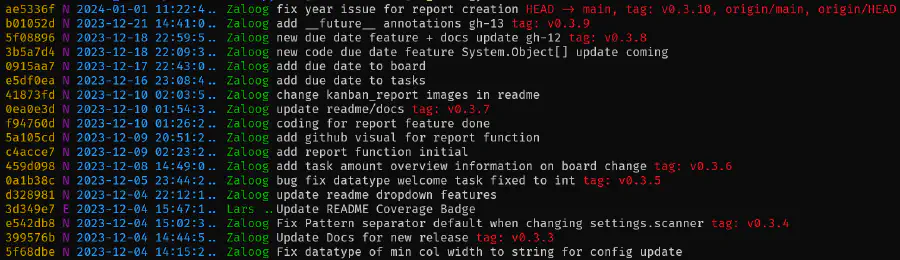 ae5336f N 2024-01-01 11:22:4.. Zaloog fix year issue for report creation HEAD → main, tag: v0.3.10, origin/main, origin/HEAD
b01052d N 2023-12-21 14:41:0.. Zaloog add __future__ annotations gh-13 tag: v0.3.9
5f08896 N 2023-12-18 22:59:5.. Zaloog new due date feature + docs update gh-12 tag: v0.3.8
3b5a7d4 N 2023-12-18 22:09:3.. Zaloog new code due date feature System.Object[] update coming
0915aa7 N 2023-12-17 22:43:0.. Zaloog add due date to board
e5df0ea N 2023-12-16 23:08:4.. Zaloog add due date to tasks
41873fd N 2023-12-10 02:03:5.. Zaloog change kanban_report images in readme
0ea0e3d N 2023-12-10 01:54:3.. Zaloog update readme/docs tag: v0.3.7
f94760d N 2023-12-10 01:26:2.. Zaloog coding for report feature done
5a105cd N 2023-12-09 20:51:2.. Zaloog add github visual for report function
c4acce7 N 2023-12-09 02:23:2.. Zaloog add report function initial
459d098 N 2023-12-08 14:49:0.. Zaloog add task amount overview information on board change tag: v0.3.6
0a1b38c N 2023-12-05 23:44:2.. Zaloog bug fix datatype welcome task fixed to int tag: v0.3.5
d328981 N 2023-12-04 22:12:1.. Zaloog update readme dropdown features
3d349e7 E 2023-12-04 15:47:1.. Lars .. Update README Coverage Badge
e542db8 N 2023-12-04 15:02:3.. Zaloog Fix Pattern separator default when changing settings.scanner tag: v0.3.4
399576b N 2023-12-04 14:44:5.. Zaloog Update Docs for new release tag: v0.3.3
5f68dbe N 2023-12-04 14:15:2.. Zaloog Fix datatype of min col width to string for config update